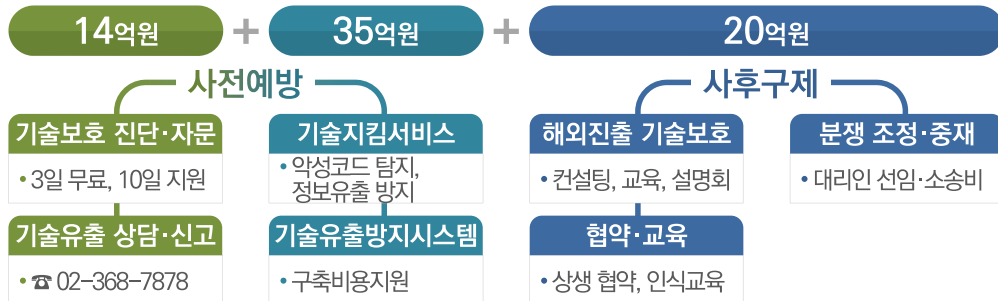 14억원 + 35억원 + 20억원
사전예방
사후구제
기술보호 진단·자문
• 3일 무료, 10일 지원
기술유출 상담·신고
• ☎ 02-368-7878
기술지킴서비스
• 악성코드 탐지,
정보유출 방지
기술유출방지시스템
• 구축비용지원
해외진출 기술보호
• 컨설팅, 교육, 설명회
협약·교육
• 상생 협약, 인식교육
분쟁 조정·중재
• 대리인 선임·소송비